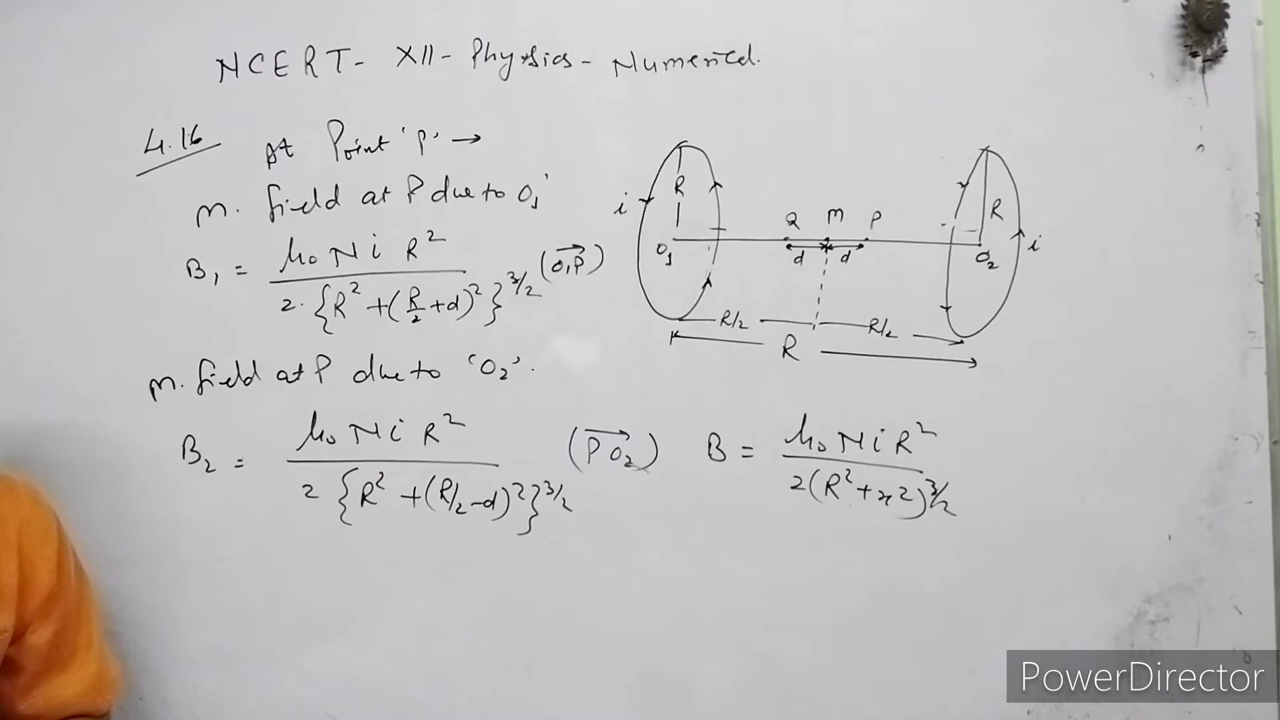 NCERT- XII- Physics- Numerical.
4.16 At Point 'P' →
m. field at P due to O₁'
B₁ = μ₀ N i R² / 2·{R² + (R/2 + d)²}^3/2 (O₁P→)
m. field at P due to 'O₂'.
B₂ = μ₀ N i R² / 2{R² + (R/2 - d)²}^3/2 (PO₂→)
B = μ₀ N i R² / 2(R² + x²)^3/2
i R Q M P R i
O₁ d d O₂
R/2 R/2
R
PowerDirector